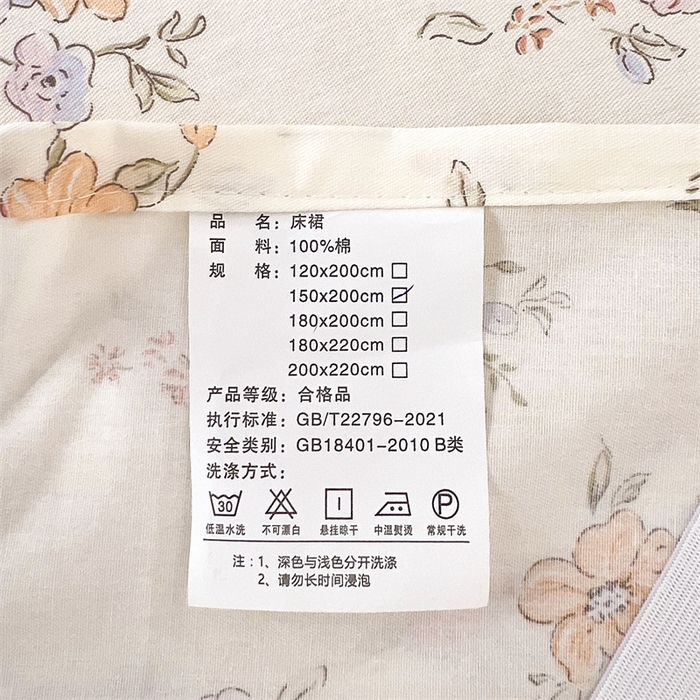 品 名：床裙
面 料：100%棉
规 格：120x200cm
150x200cm
180x200cm
180x220cm
200x220cm
产品等级：合格品
执行标准：GB/T22796-2021
安全类别：GB18401-2010 B类
洗涤方式：
30 P
低温水洗 不可漂白 悬挂晾干 中温熨烫 常规干洗
注：1、深色与浅色分开洗涤
2、请勿长时间浸泡